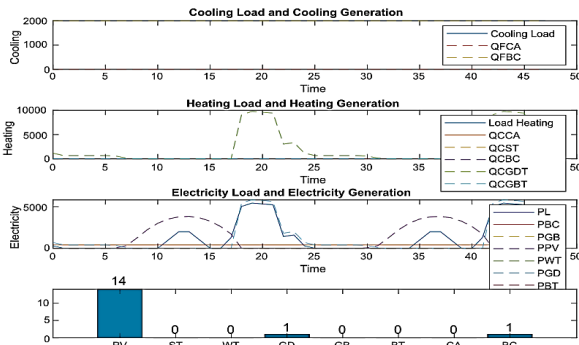 Cooling Load and Cooling Generation
2000
1000
0
Cooling
0 5 10 15 20 25 30 35 40 45 50
Time
Cooling Load
QFCA
QFBC
Heating Load and Heating Generation
10000
5000
0
Heating
0 5 10 15 20 25 30 35 40
Time
Load Heating
QCCA
QCST
QCBC
QCGDT
QCGBT
Electricity Load and Electricity Generation
5000
0
Electricity
0 5 10 15 20 25 30 35 40
Time
PL
PBC
PGB
PPV
PWT
PGD
PBT
10
5
0
14 0 0 1 0 0 0 1
PV ST WT GD GB BT CA BC